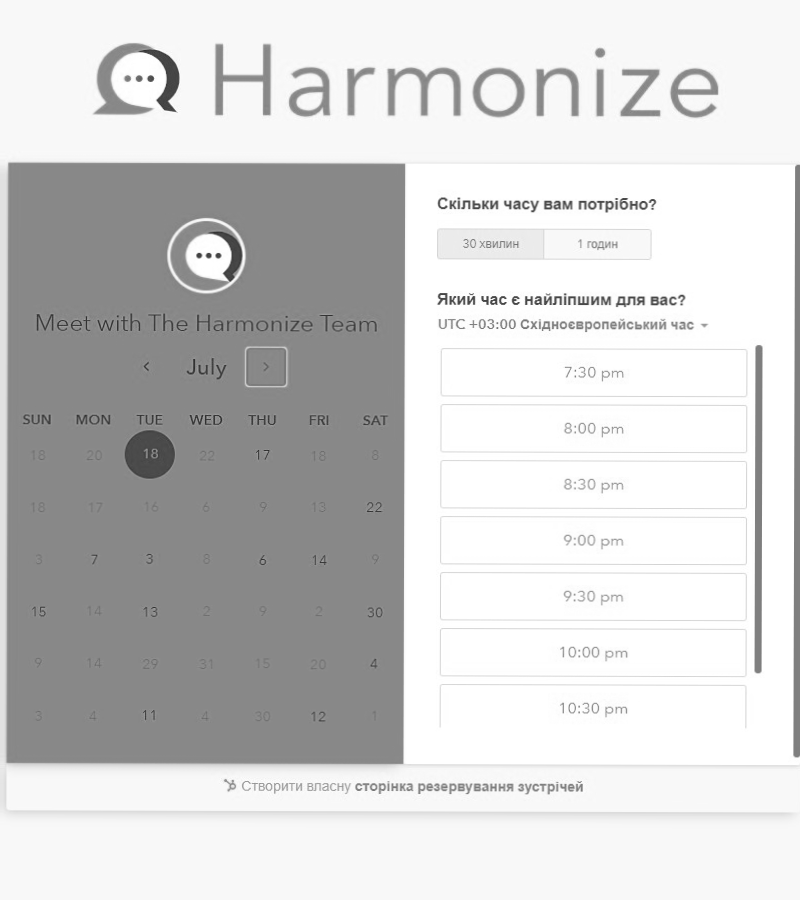 Harmonize
Meet with The Harmonize Team
July
SUN MON TUE WED THU FRI SAT
18 20 18 22 17 18 8
18 17 16 6 9 13 22
3 7 3 8 6 14 9
15 14 13 2 9 2 30
9 14 29 31 15 20 4
3 4 11 4 30 12 1
Скільки часу вам потрібно?
30 хвилин 1 годин
Який час є найліпшим для вас?
UTC +03:00 Східноєвропейський час
7:30 pm
8:00 pm
8:30 pm
9:00 pm
9:30 pm
10:00 pm
10:30 pm
Створити власну сторінка резервування зустрічей